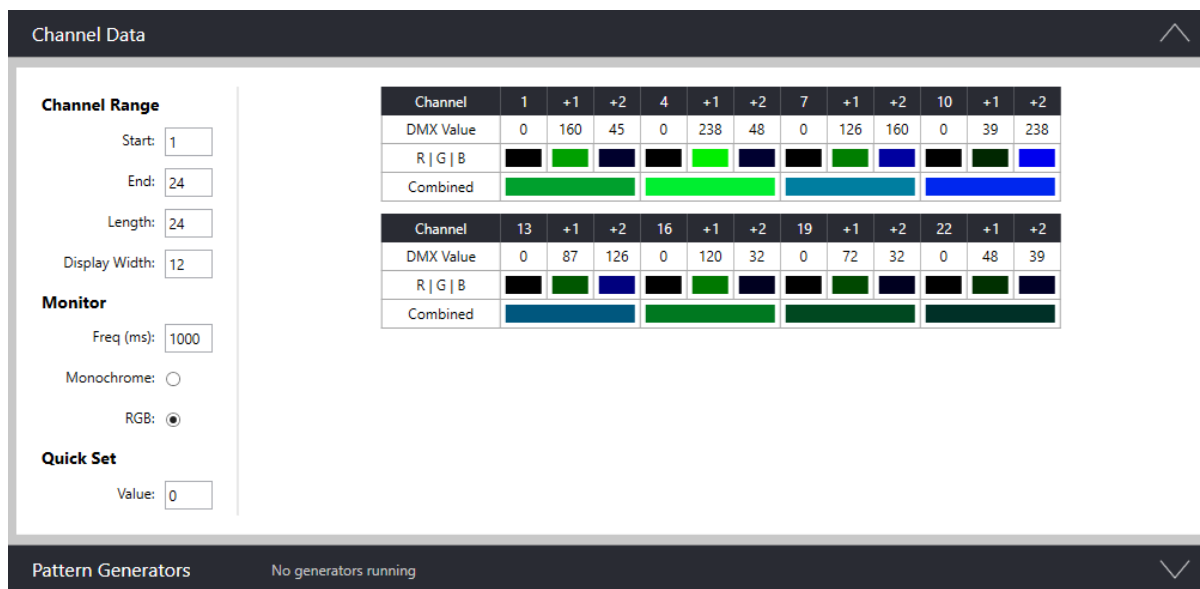 Channel Data
Channel Range
Start: 1
End: 24
Length: 24
Display Width: 12
Monitor
Freq (ms): 1000
Monochrome:
RGB:
Quick Set
Value: 0
Channel 1 +1 +2 4 +1 +2 7 +1 +2 10 +1 +2
DMX Value 0 160 45 0 238 48 0 126 160 0 39 238
R | G | B
Combined
Channel 13 +1 +2 16 +1 +2 19 +1 +2 22 +1 +2
DMX Value 0 87 126 0 120 32 0 72 32 0 48 39
R | G | B
Combined
Pattern Generators No generators running